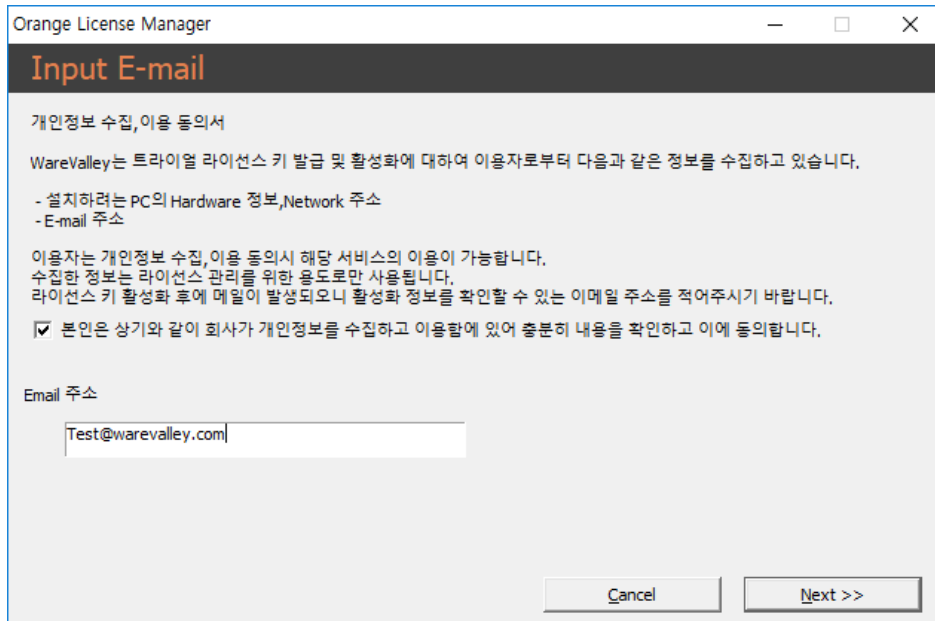 Orange License Manager
Input E-mail
개인정보 수집,이용 동의서
WareValley는 트라이얼 라이선스 키 발급 및 활성화에 대하여 이용자로부터 다음과 같은 정보를 수집하고 있습니다.
- 설치하려는 PC의 Hardware 정보,Network 주소
- E-mail 주소
이용자는 개인정보 수집,이용 동의시 해당 서비스의 이용이 가능합니다.
수집한 정보는 라이선스 관리를 위한 용도로만 사용됩니다.
라이선스 키 활성화 후에 메일이 발생되오니 활성화 정보를 확인할 수 있는 이메일 주소를 적어주시기 바랍니다.
본인은 상기와 같이 회사가 개인정보를 수집하고 이용함에 있어 충분히 내용을 확인하고 이에 동의합니다.
Email 주소
Test@warevalley.com
Cancel
Next >>